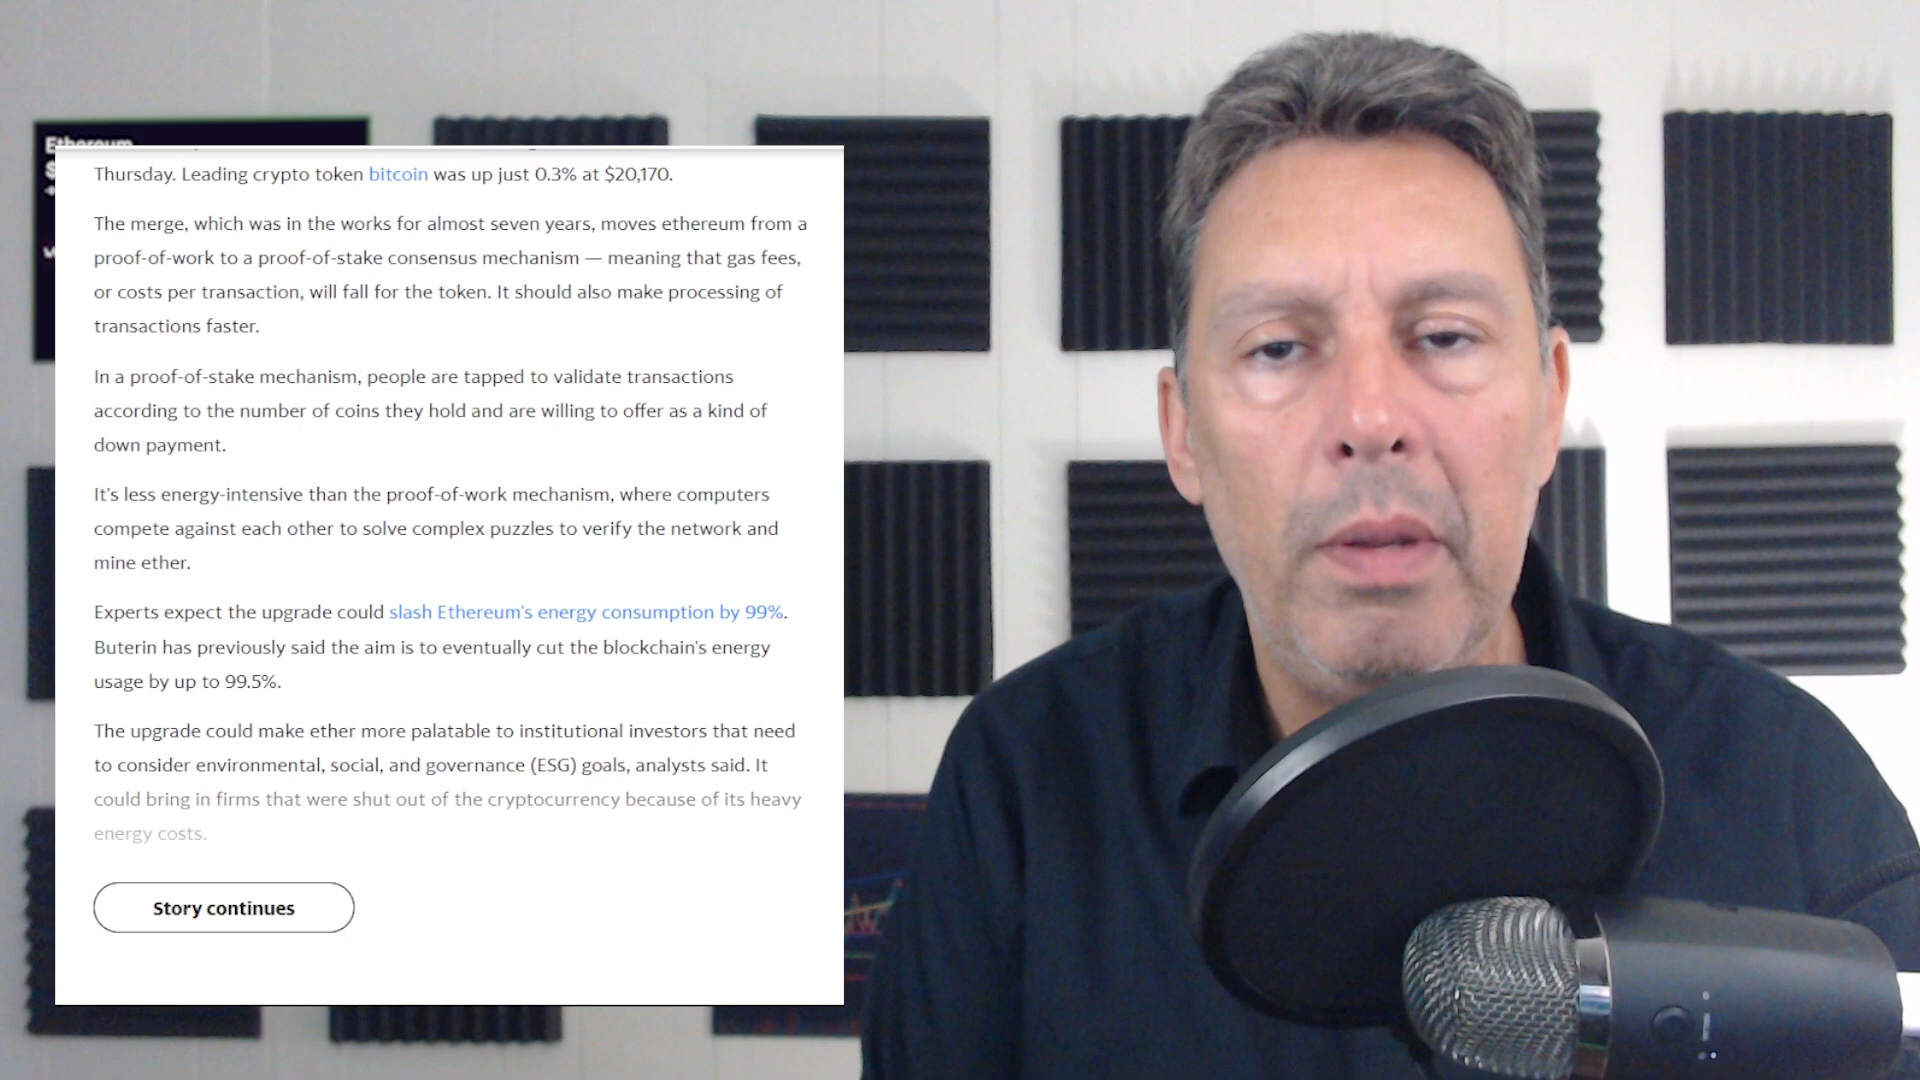 Ethereum
Thursday. Leading crypto token bitcoin was up just 0.3% at $20,170.
The merge, which was in the works for almost seven years, moves ethereum from a
proof-of-work to a proof-of-stake consensus mechanism — meaning that gas fees,
or costs per transaction, will fall for the token. It should also make processing of
transactions faster.
In a proof-of-stake mechanism, people are tapped to validate transactions
according to the number of coins they hold and are willing to offer as a kind of
down payment.
It's less energy-intensive than the proof-of-work mechanism, where computers
compete against each other to solve complex puzzles to verify the network and
mine ether.
Experts expect the upgrade could slash Ethereum's energy consumption by 99%.
Buterin has previously said the aim is to eventually cut the blockchain's energy
usage by up to 99.5%.
The upgrade could make ether more palatable to institutional investors that need
to consider environmental, social, and governance (ESG) goals, analysts said. It
could bring in firms that were shut out of the cryptocurrency because of its heavy
energy costs.
Story continues